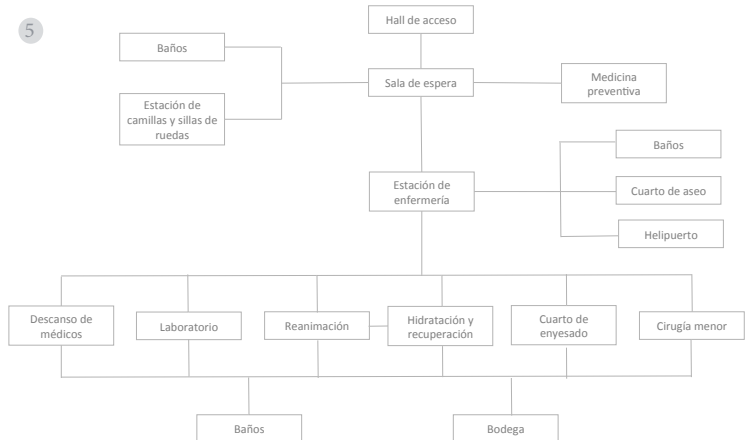 5
Hall de acceso
Baños
Sala de espera
Medicina
preventiva
Estación de
camillas y sillas de
ruedas
Baños
Estación de
enfermería
Cuarto de aseo
Helipuerto
Descanso de
médicos
Laboratorio
Reanimación
Hidratación y
recuperación
Cuarto de
enyesado
Cirugía menor
Baños
Bodega